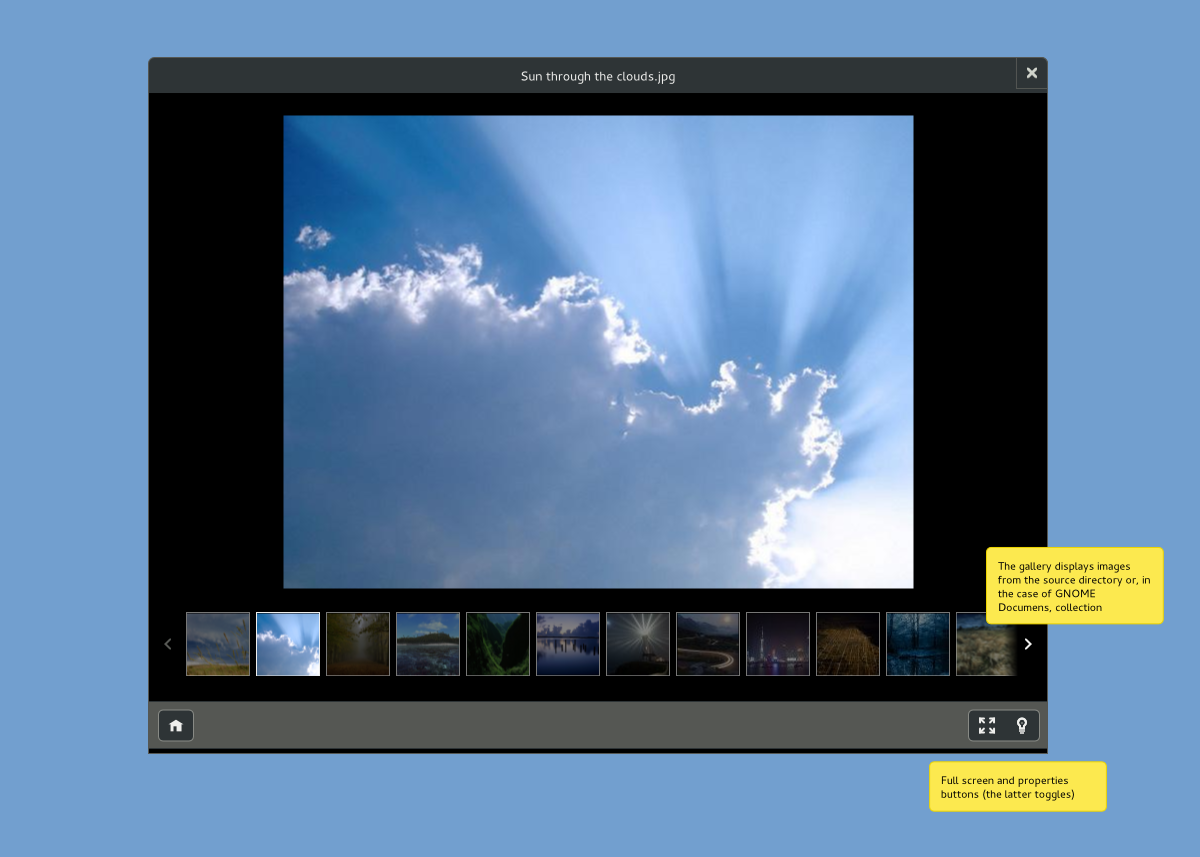 Sun through the clouds.jpg
The gallery displays images
from the source directory or, in
the case of GNOME
Documens, collection
Full screen and properties
buttons (the latter toggles)